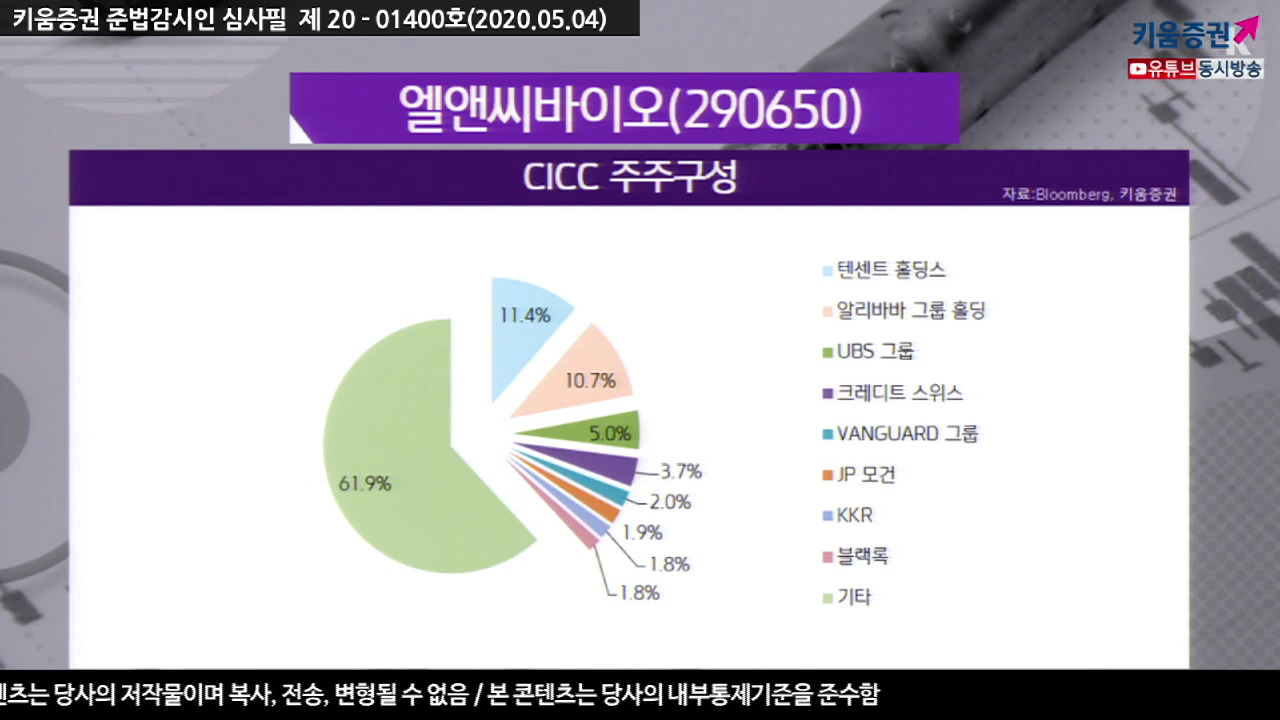 키움증권 준법감시인 심사필 제 20 - 01400호(2020.05.04)
키움증권
유튜브 동시방송
엘앤씨바이오(290650)
CICC 주주구성
자료:Bloomberg, 키움증권
11.4%
10.7%
5.0%
3.7%
2.0%
1.9%
1.8%
1.8%
61.9%
텐센트 홀딩스
알리바바 그룹 홀딩
UBS 그룹
크레디트 스위스
VANGUARD 그룹
JP 모건
KKR
블랙록
기타
텐츠는 당사의 저작물이며 복사, 전송, 변형될 수 없음 / 본 콘텐츠는 당사의 내부통제기준을 준수함